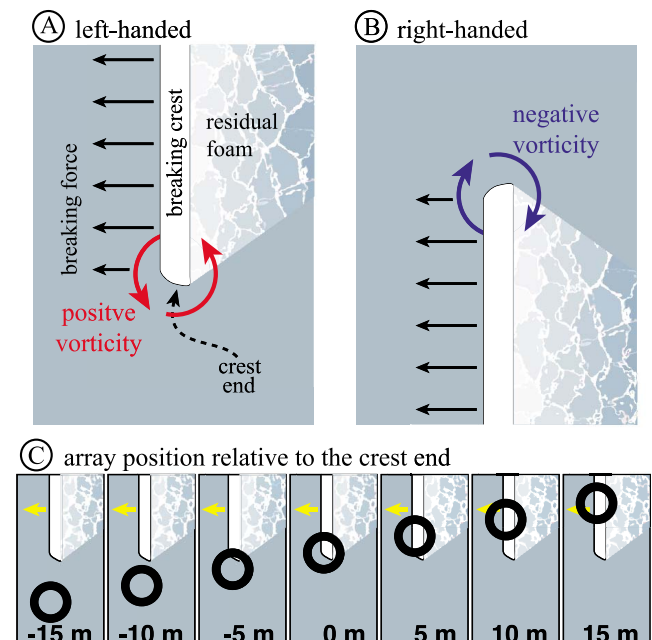 A left-handed
breaking force
breaking crest
residual
foam
positve
vorticity
crest
end
B right-handed
negative
vorticity
C array position relative to the crest end
-15 m -10 m -5 m 0 m 5 m 10 m 15 m